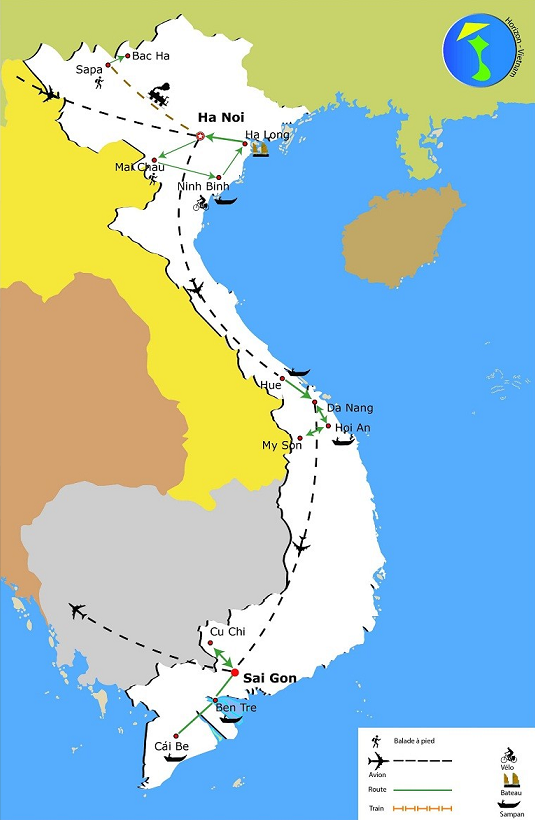 Horizon - Vietnam
Bac Ha
Sapa
Ha Noi
Ha Long
Mai Chau
Ninh Binh
Hue
Da Nang
Hoi An
My Son
Cu Chi
Sai Gon
Ben Tre
Cái Be
Balade à pied
Avion
Vélo
Route
Bateau
Train
Sampan